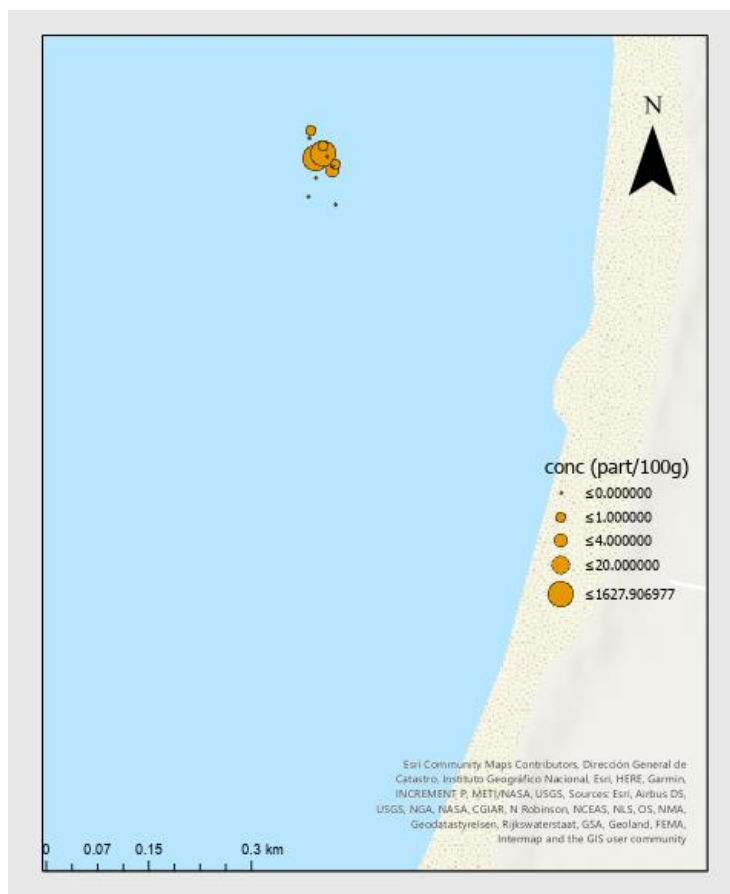 N
conc (part/100g)
≤0.000000
≤1.000000
≤4.000000
≤20.000000
≤1627.906977
Esri Community Maps Contributors, Dirección General de
Catastro, Instituto Geográfico Nacional, Esri, HERE, Garmin,
INCREMENT P, METI/NASA, USGS, Sources: Esri, Airbus DS,
USGS, NGA, NASA, CGIAR, N Robinson, NCEAS, NLS, OS, NMA,
Geodatastyrelsen, Rijkswaterstaat, GSA, Geoland, FEMA,
Intermap and the GIS user community
0 0.07 0.15 0.3 km